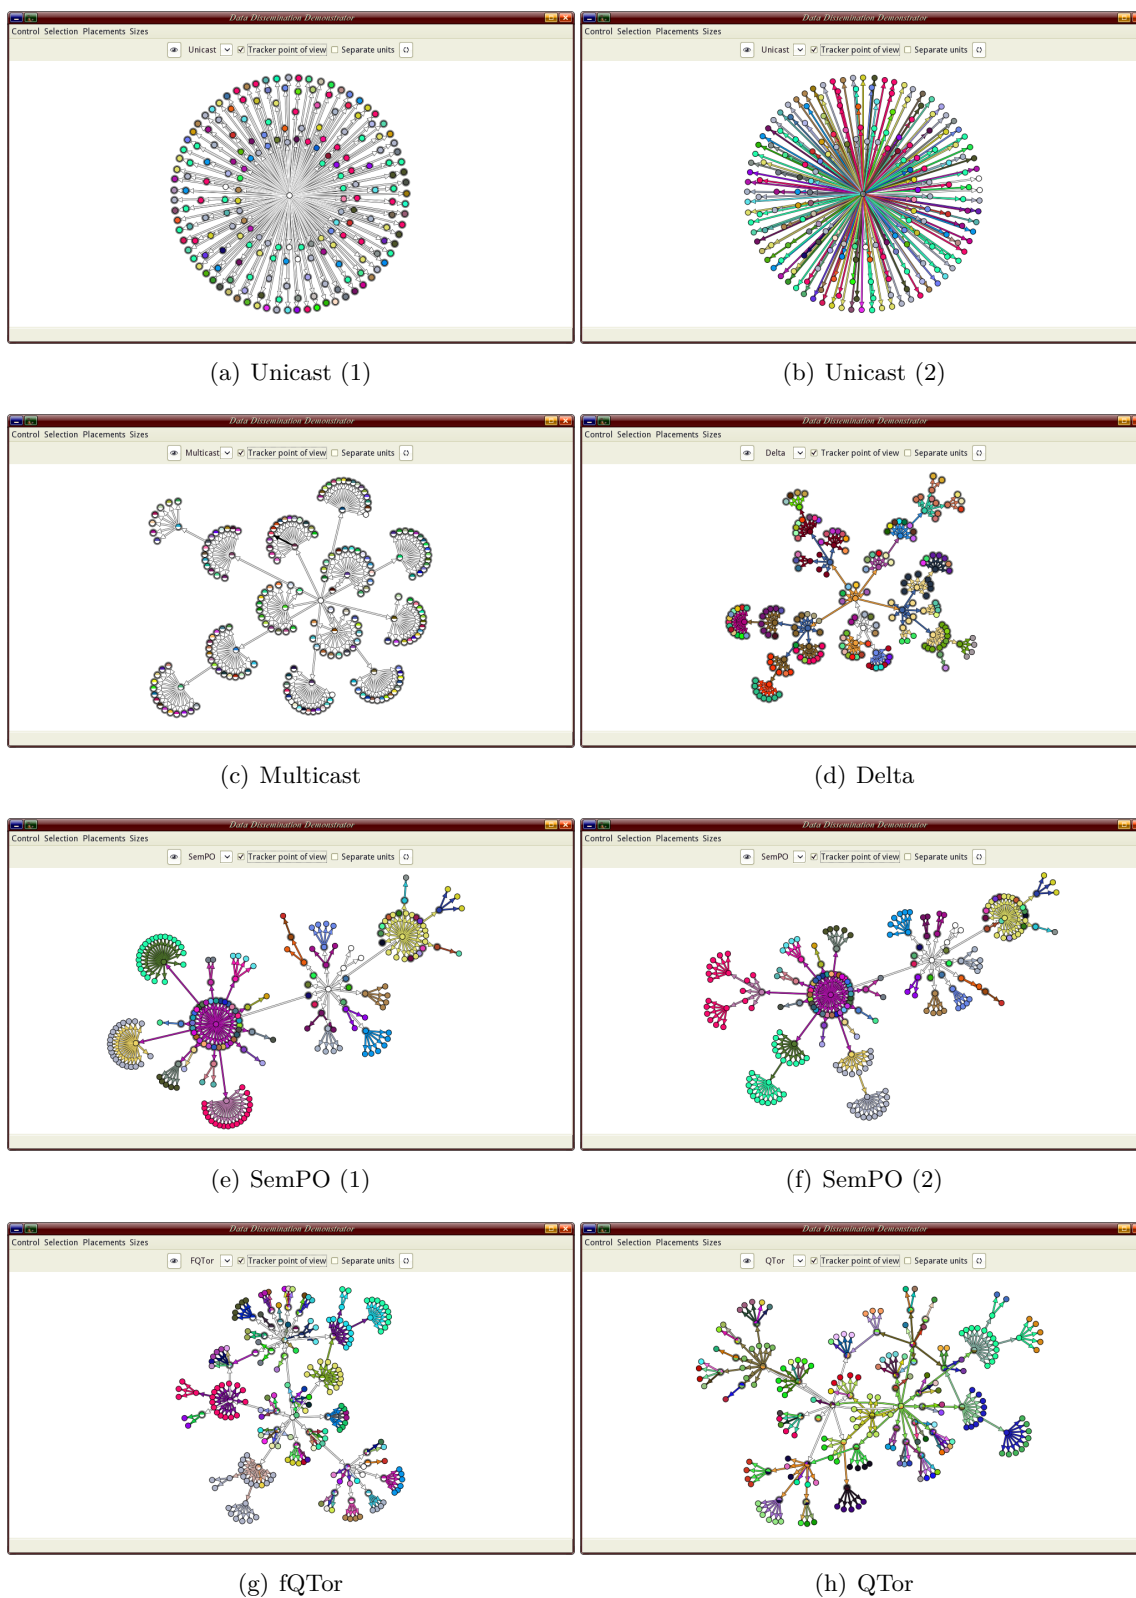 Data Dissemination Demonstrator
Control Selection Placements Sizes
Unicast Tracker point of view Separate units
(a) Unicast (1)
Data Dissemination Demonstrator
Control Selection Placements Sizes
Unicast Tracker point of view Separate units
(b) Unicast (2)
Data Dissemination Demonstrator
Control Selection Placements Sizes
Multicast Tracker point of view Separate units
(c) Multicast
Data Dissemination Demonstrator
Control Selection Placements Sizes
Delta Tracker point of view Separate units
(d) Delta
Data Dissemination Demonstrator
Control Selection Placements Sizes
SemPO Tracker point of view Separate units
(e) SemPO (1)
Data Dissemination Demonstrator
Control Selection Placements Sizes
SemPO Tracker point of view Separate units
(f) SemPO (2)
Data Dissemination Demonstrator
Control Selection Placements Sizes
FQTor Tracker point of view Separate units
(g) fQTor
Data Dissemination Demonstrator
Control Selection Placements Sizes
QTor Tracker point of view Separate units
(h) QTor